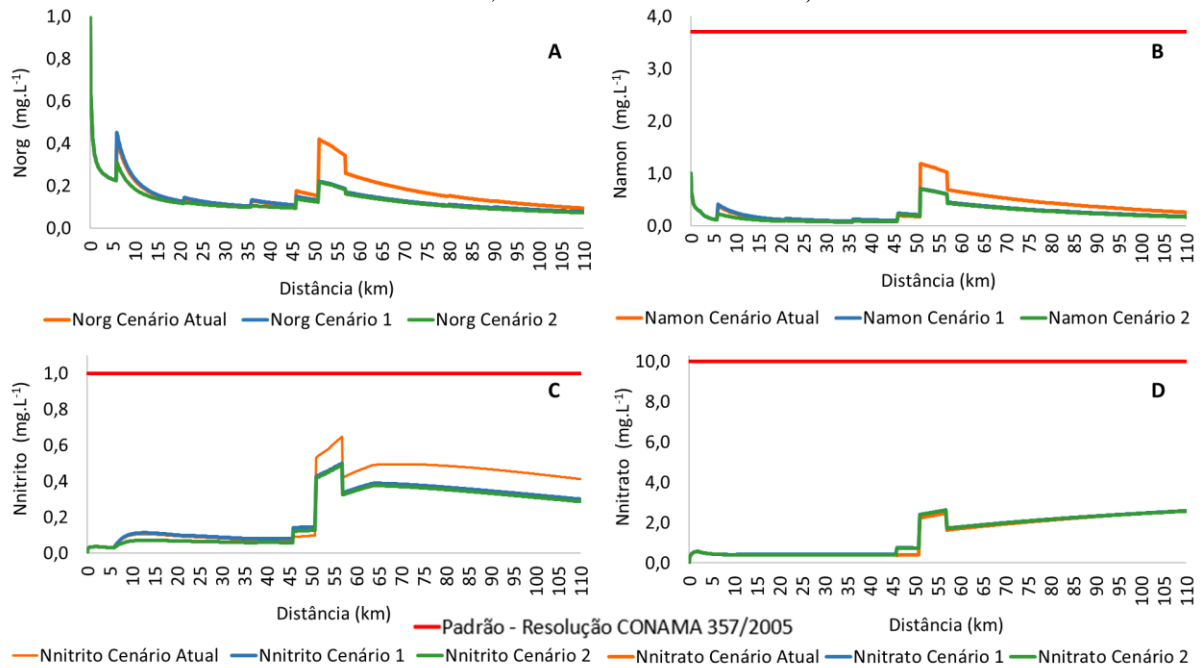 A
1,0
0,8
0,6
0,4
0,2
0,0
Norg (mg.L-1)
0 5 10 15 20 25 30 35 40 45 50 55 60 65 70 75 80 85 90 95 100 105 110
Distância (km)
Norg Cenário Atual Norg Cenário 1 Norg Cenário 2
B
4,0
3,0
2,0
1,0
0,0
Namon (mg.L-1)
0 5 10 15 20 25 30 35 40 45 50 55 60 65 70 75 80 85 90 95 100 105 110
Distância (km)
Namon Cenário Atual Namon Cenário 1 Namon Cenário 2
C
1,0
0,8
0,6
0,4
0,2
0,0
Nnitrito (mg.L-1)
0 5 10 15 20 25 30 35 40 45 50 55 60 65 70 75 80 85 90 95 100 105 110
Distância (km)
D
10,0
8,0
6,0
4,0
2,0
0,0
Nnitrato (mg.L-1)
0 5 10 15 20 25 30 35 40 45 50 55 60 65 70 75 80 85 90 95 100 105 110
Distância (km)
Padrão - Resolução CONAMA 357/2005
Nnitrito Cenário Atual Nnitrito Cenário 1 Nnitrito Cenário 2 Nnitrato Cenário Atual Nnitrato Cenário 1 Nnitrato Cenário 2